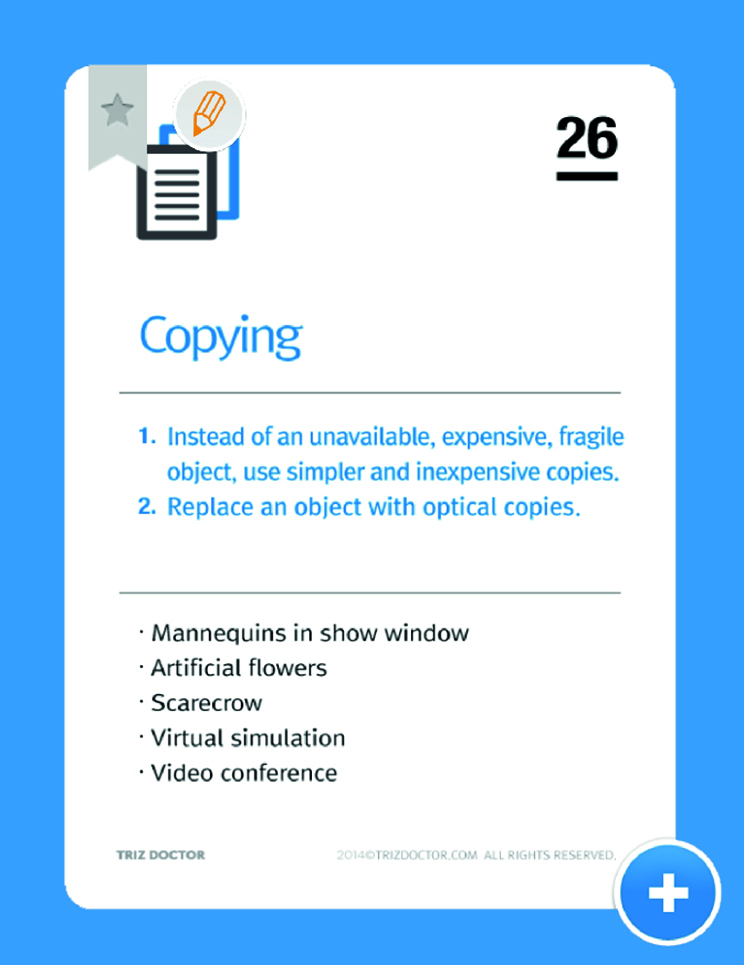 26
Copying
1. Instead of an unavailable, expensive, fragile
object, use simpler and inexpensive copies.
2. Replace an object with optical copies.
· Mannequins in show window
· Artificial flowers
· Scarecrow
· Virtual simulation
· Video conference
TRIZ DOCTOR 2014©TRIZDOCTOR.COM ALL RIGHTS RESERVED.